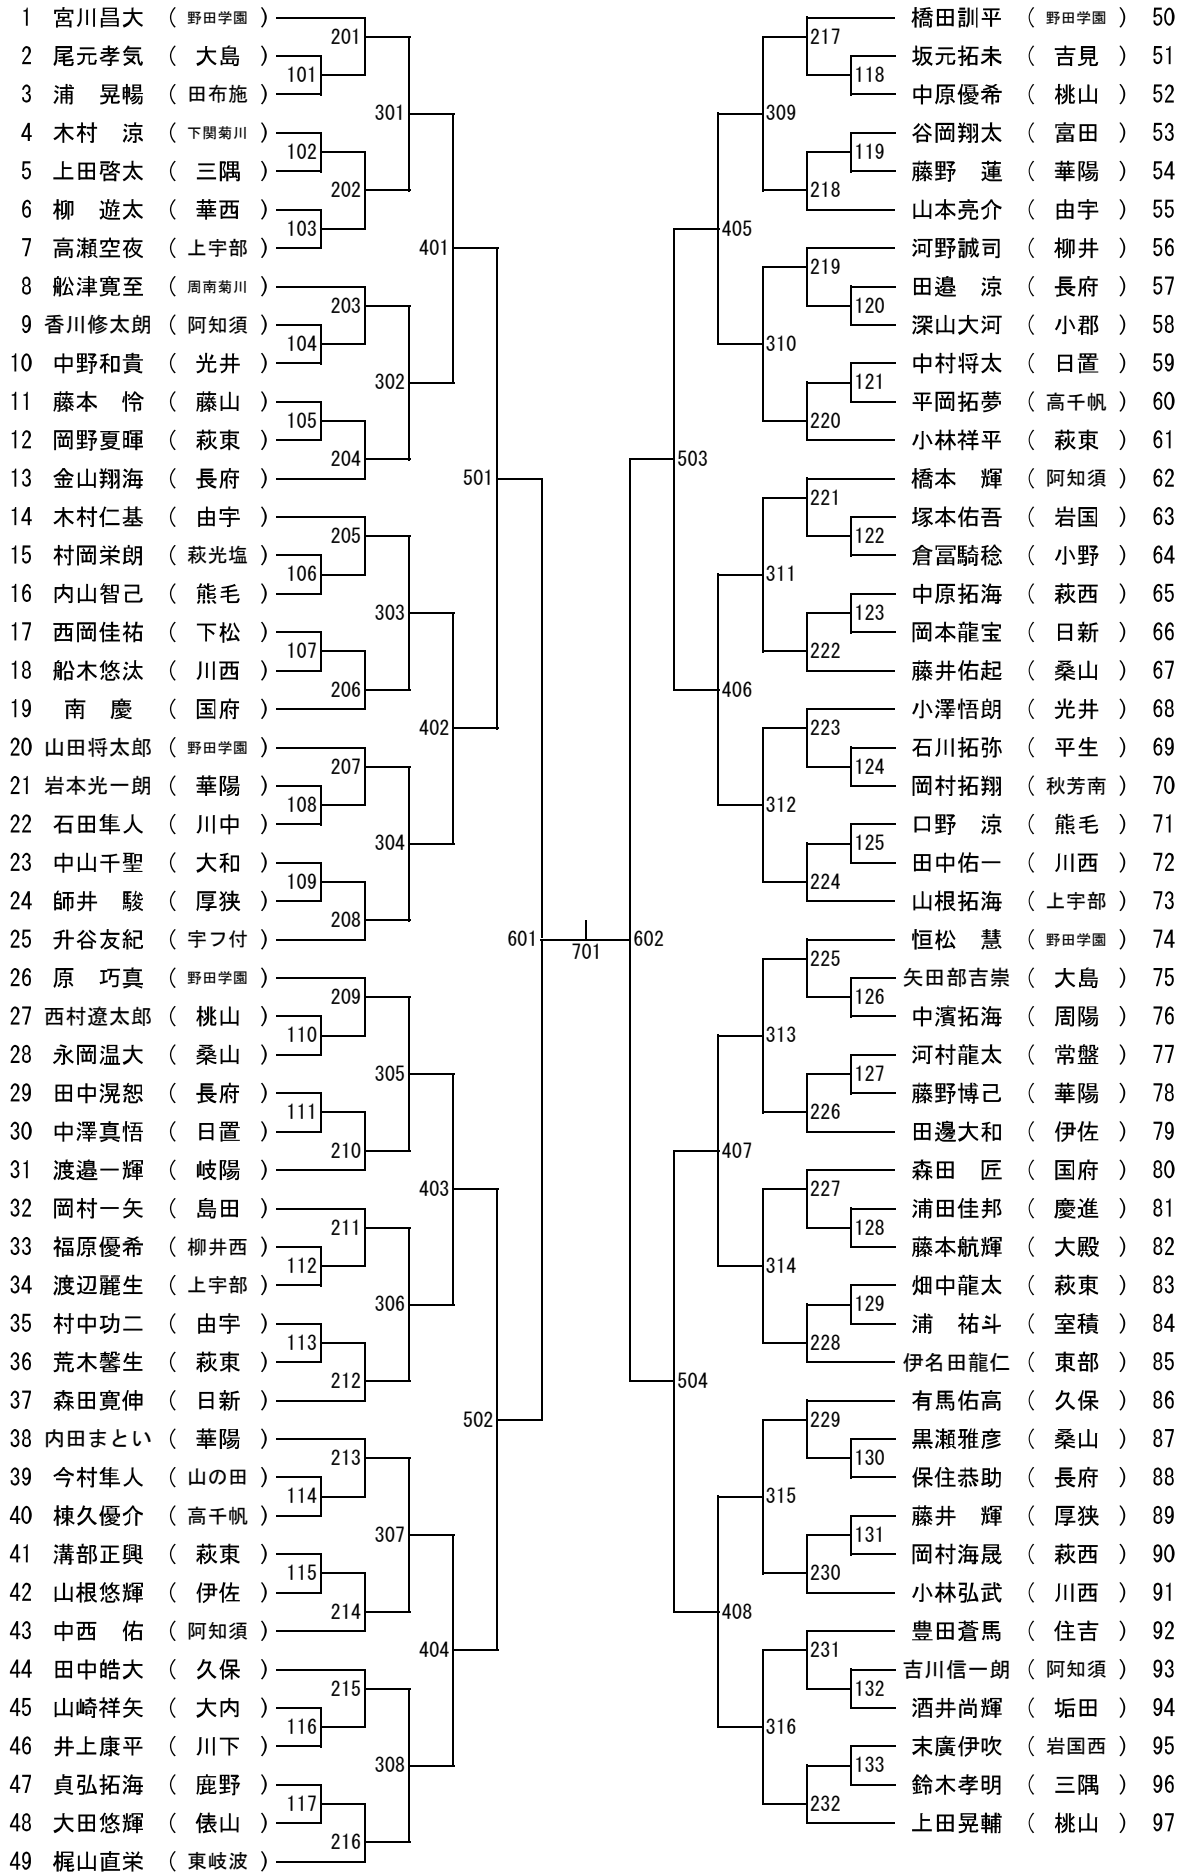 1 宮川昌大 ( 野田学園 )
2 尾元孝気 ( 大島 )
3 浦　晃暢 ( 田布施 )
4 木村　涼 ( 下関菊川 )
5 上田啓太 ( 三隅 )
6 柳　遊太 ( 華西 )
7 高瀬空夜 ( 上宇部 )
8 舩津寛至 ( 周南菊川 )
9 香川修太朗 ( 阿知須 )
10 中野和貴 ( 光井 )
11 藤本　怜 ( 藤山 )
12 岡野夏暉 ( 萩東 )
13 金山翔海 ( 長府 )
14 木村仁基 ( 由宇 )
15 村岡栄朗 ( 萩光塩 )
16 内山智己 ( 熊毛 )
17 西岡佳祐 ( 下松 )
18 船木悠汰 ( 川西 )
19 南　慶 ( 国府 )
20 山田将太郎 ( 野田学園 )
21 岩本光一朗 ( 華陽 )
22 石田隼人 ( 川中 )
23 中山千聖 ( 大和 )
24 師井　駿 ( 厚狭 )
25 升谷友紀 ( 宇フ付 )
26 原　巧真 ( 野田学園 )
27 西村遼太郎 ( 桃山 )
28 永岡温大 ( 桑山 )
29 田中滉恕 ( 長府 )
30 中澤真悟 ( 日置 )
31 渡邉一輝 ( 岐陽 )
32 岡村一矢 ( 島田 )
33 福原優希 ( 柳井西 )
34 渡辺麗生 ( 上宇部 )
35 村中功二 ( 由宇 )
36 荒木馨生 ( 萩東 )
37 森田寛伸 ( 日新 )
38 内田まとい ( 華陽 )
39 今村隼人 ( 山の田 )
40 棟久優介 ( 高千帆 )
41 溝部正興 ( 萩東 )
42 山根悠輝 ( 伊佐 )
43 中西　佑 ( 阿知須 )
44 田中皓大 ( 久保 )
45 山崎祥矢 ( 大内 )
46 井上康平 ( 川下 )
47 貞弘拓海 ( 鹿野 )
48 大田悠輝 ( 俵山 )
49 梶山直栄 ( 東岐波 )
101
102
103
104
105
106
107
108
109
110
111
112
113
114
115
116
117
201
202
203
204
205
206
207
208
209
210
211
212
213
214
215
216
301
302
303
304
305
306
307
308
401
402
403
404
501
502
601
701
602
503
504
405
406
407
408
309
310
311
312
313
314
315
316
217
218
219
220
221
222
223
224
225
226
227
228
229
230
231
232
118
119
120
121
122
123
124
125
126
127
128
129
130
131
132
133
橋田訓平 ( 野田学園 ) 50
坂元拓未 ( 吉見 ) 51
中原優希 ( 桃山 ) 52
谷岡翔太 ( 富田 ) 53
藤野　蓮 ( 華陽 ) 54
山本亮介 ( 由宇 ) 55
河野誠司 ( 柳井 ) 56
田邉　涼 ( 長府 ) 57
深山大河 ( 小郡 ) 58
中村将太 ( 日置 ) 59
平岡拓夢 ( 高千帆 ) 60
小林祥平 ( 萩東 ) 61
橋本　輝 ( 阿知須 ) 62
塚本佑吾 ( 岩国 ) 63
倉冨騎稔 ( 小野 ) 64
中原拓海 ( 萩西 ) 65
岡本龍宝 ( 日新 ) 66
藤井佑起 ( 桑山 ) 67
小澤悟朗 ( 光井 ) 68
石川拓弥 ( 平生 ) 69
岡村拓翔 ( 秋芳南 ) 70
口野　涼 ( 熊毛 ) 71
田中佑一 ( 川西 ) 72
山根拓海 ( 上宇部 ) 73
恒松　慧 ( 野田学園 ) 74
矢田部吉崇 ( 大島 ) 75
中濱拓海 ( 周陽 ) 76
河村龍太 ( 常盤 ) 77
藤野博己 ( 華陽 ) 78
田邊大和 ( 伊佐 ) 79
森田　匠 ( 国府 ) 80
浦田佳邦 ( 慶進 ) 81
藤本航輝 ( 大殿 ) 82
畑中龍太 ( 萩東 ) 83
浦　祐斗 ( 室積 ) 84
伊名田龍仁 ( 東部 ) 85
有馬佑高 ( 久保 ) 86
黒瀬雅彦 ( 桑山 ) 87
保住恭助 ( 長府 ) 88
藤井　輝 ( 厚狭 ) 89
岡村海晟 ( 萩西 ) 90
小林弘武 ( 川西 ) 91
豊田蒼馬 ( 住吉 ) 92
吉川信一朗 ( 阿知須 ) 93
酒井尚輝 ( 垢田 ) 94
末廣伊吹 ( 岩国西 ) 95
鈴木孝明 ( 三隅 ) 96
上田晃輔 ( 桃山 ) 97